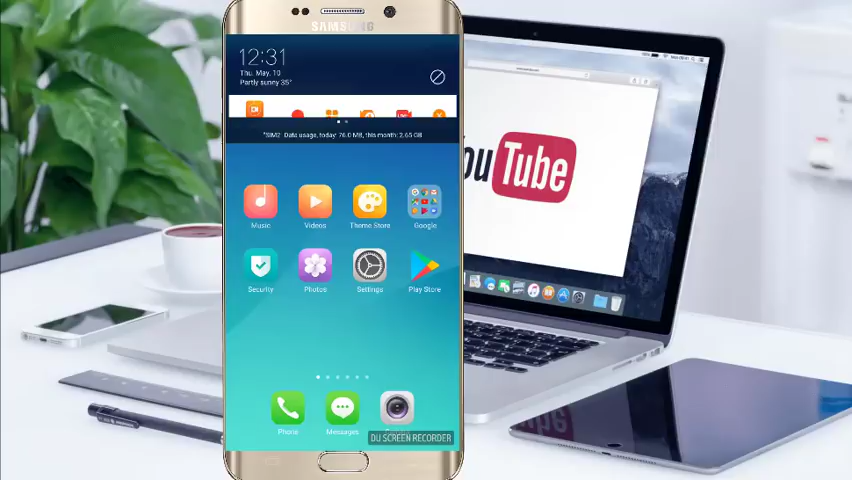 SAMSUNG
12:31
Thu. May. 10
Partly sunny 35°
*SIM2: Data usage, today: 76.0 MB, this month: 2.65 GB
Music
Videos
Theme Store
Google
Security
Photos
Settings
Play Store
Phone
Messages
DU SCREEN RECORDER
ouTube